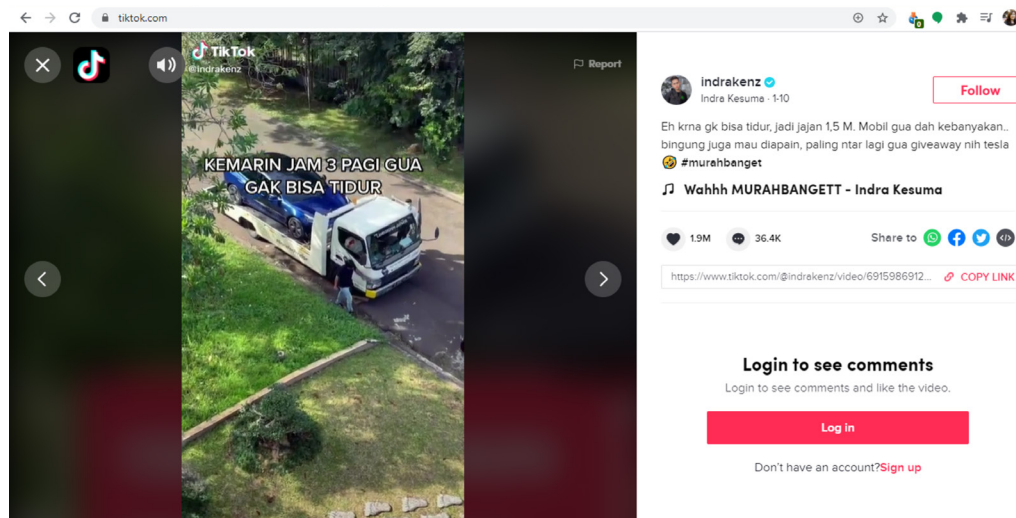 tiktok.com
TikTok
@indrakenz
Report
KEMARIN JAM 3 PAGI GUA
GAK BISA TIDUR
indrakenz
Indra Kesuma · 1-10
Follow
Eh krna gk bisa tidur, jadi jajan 1,5 M. Mobil gua dah kebanyakan..
bingung juga mau diapain, paling ntar lagi gua giveaway nih tesla
🤣 #murahbanget
Wahhh MURAHBANGETT - Indra Kesuma
1.9M
36.4K
Share to
https://www.tiktok.com/@indrakenz/video/6915986912...
COPY LINK
Login to see comments
Login to see comments and like the video.
Log in
Don't have an account?Sign up